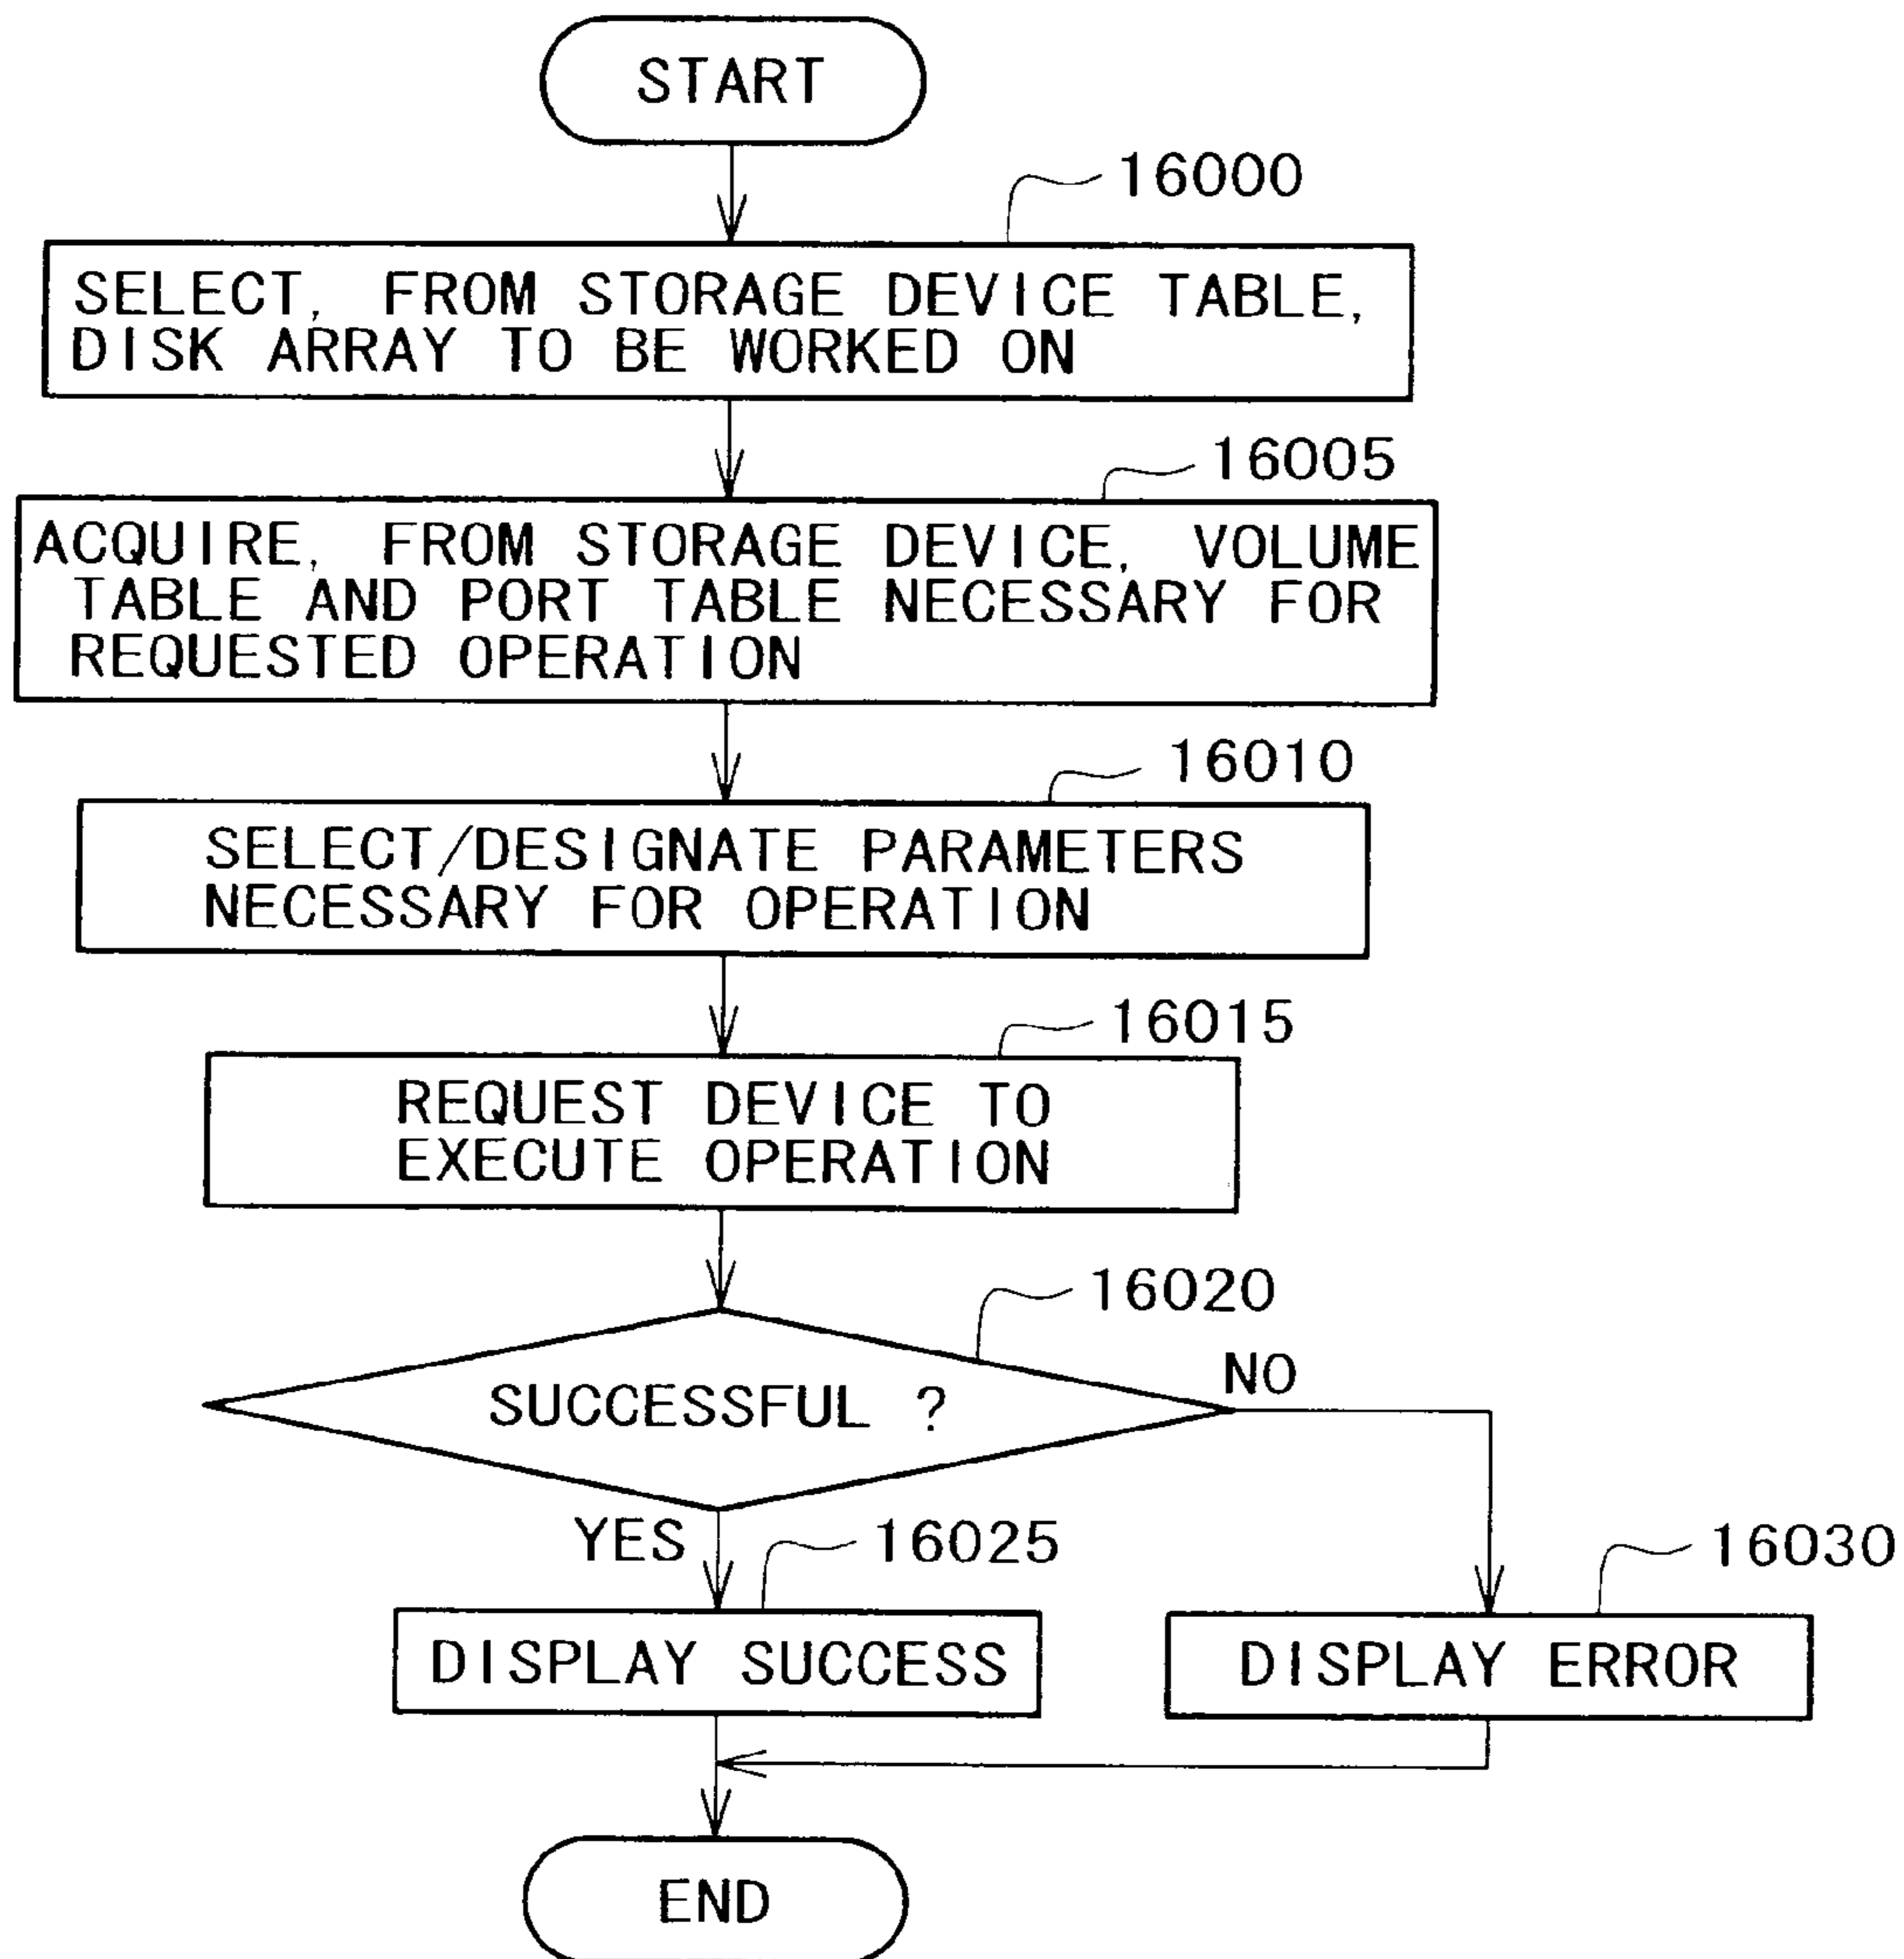 START
16000
SELECT, FROM STORAGE DEVICE TABLE,
DISK ARRAY TO BE WORKED ON
16005
ACQUIRE, FROM STORAGE DEVICE, VOLUME
TABLE AND PORT TABLE NECESSARY FOR
REQUESTED OPERATION
16010
SELECT/DESIGNATE PARAMETERS
NECESSARY FOR OPERATION
16015
REQUEST DEVICE TO
EXECUTE OPERATION
16020
SUCCESSFUL ?
NO
YES
16025
16030
DISPLAY SUCCESS
DISPLAY ERROR
END